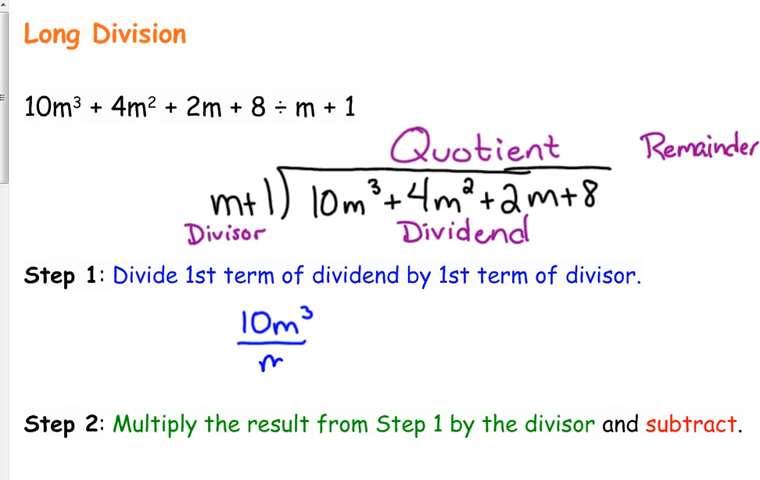 Long Division
10m³ + 4m² + 2m + 8 ÷ m + 1
Quotient Remainder
m+1) 10m³+4m²+2m+8
Divisor Dividend
Step 1: Divide 1st term of dividend by 1st term of divisor.
10m³
m
Step 2: Multiply the result from Step 1 by the divisor and subtract.